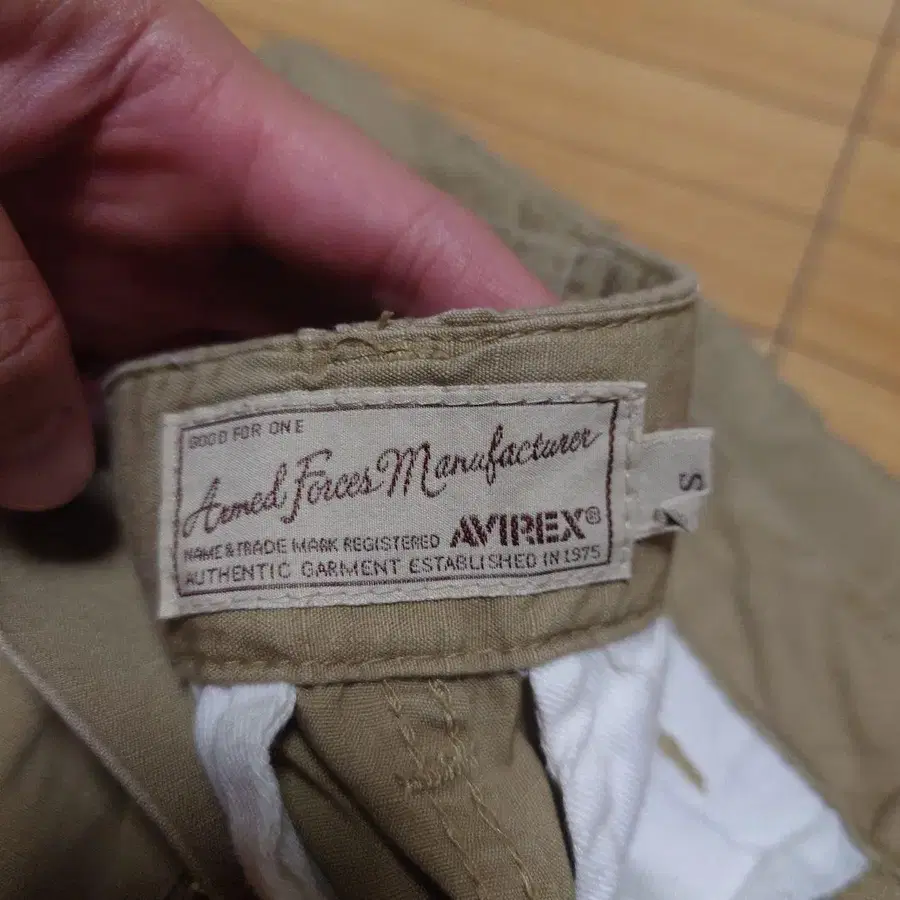 GOOD FOR ONE
Armed Forces Manufacturer
NAME & TRADE MARK REGISTERED AVIREX®
AUTHENTIC GARMENT ESTABLISHED IN 1975
S